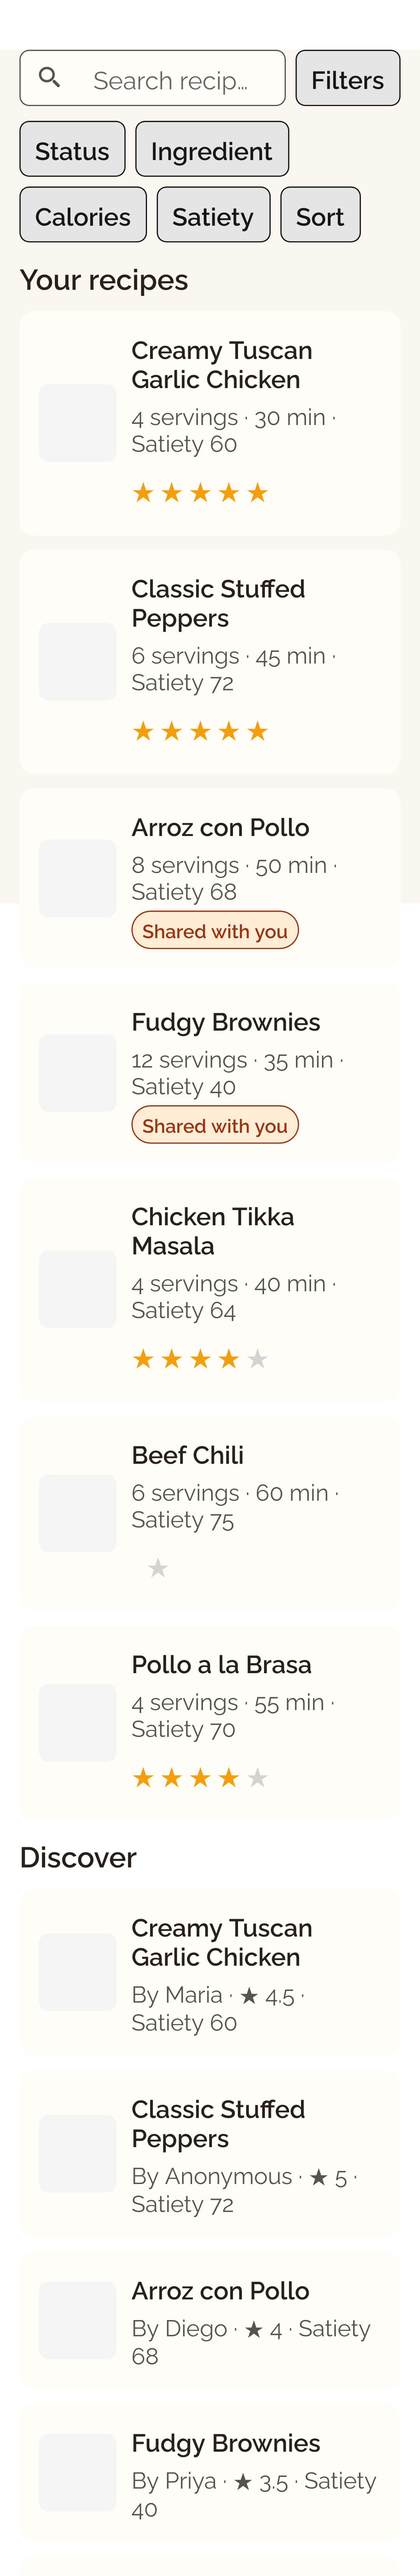 Search recip...
Filters
Status
Ingredient
Calories
Satiety
Sort
Your recipes
Creamy Tuscan
Garlic Chicken
4 servings · 30 min ·
Satiety 60
★★★★★
Classic Stuffed
Peppers
6 servings · 45 min ·
Satiety 72
★★★★★
Arroz con Pollo
8 servings · 50 min ·
Satiety 68
Shared with you
Fudgy Brownies
12 servings · 35 min ·
Satiety 40
Shared with you
Chicken Tikka
Masala
4 servings · 40 min ·
Satiety 64
★★★★★
Beef Chili
6 servings · 60 min ·
Satiety 75
★
Pollo a la Brasa
4 servings · 55 min ·
Satiety 70
★★★★★
Discover
Creamy Tuscan
Garlic Chicken
By Maria · ★ 4.5 ·
Satiety 60
Classic Stuffed
Peppers
By Anonymous · ★ 5 ·
Satiety 72
Arroz con Pollo
By Diego · ★ 4 · Satiety
68
Fudgy Brownies
By Priya · ★ 3.5 · Satiety
40